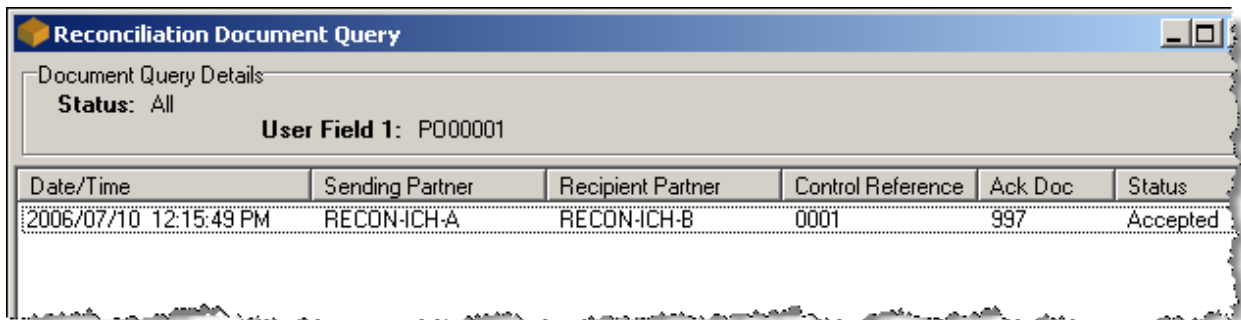 Reconciliation Document Query
Document Query Details
Status: All
User Field 1: PO00001
Date/Time Sending Partner Recipient Partner Control Reference Ack Doc Status
2006/07/10 12:15:49 PM RECON-ICH-A RECON-ICH-B 0001 997 Accepted